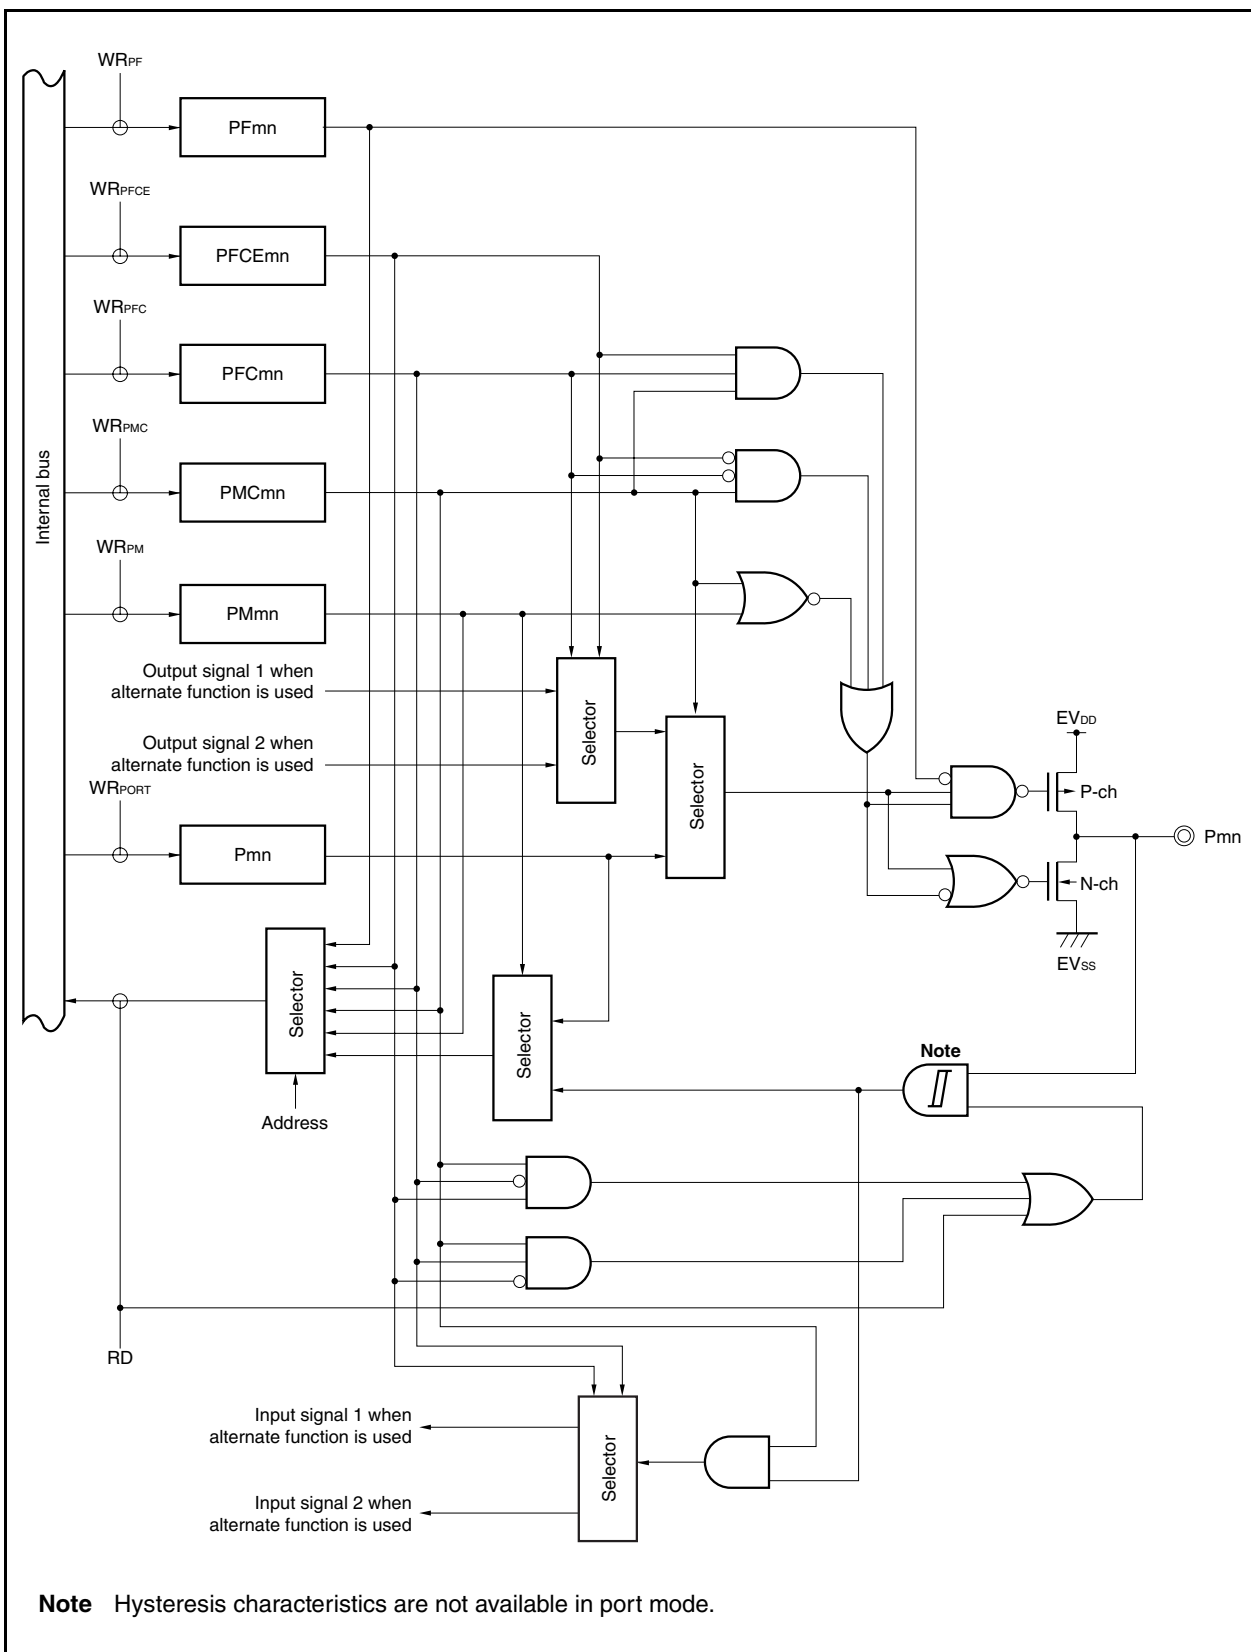 WRPF
PFmn
WRPFCE
PFCEmn
WRPFC
PFCmn
WRPMC
PMCmn
Internal bus
WRPM
PMmn
Output signal 1 when
alternate function is used
Output signal 2 when
alternate function is used
Selector
Selector
EVDD
P-ch
WRPORT
Pmn
Pmn
N-ch
EVSS
Selector
Selector
Note
Address
RD
Input signal 1 when
alternate function is used
Selector
Input signal 2 when
alternate function is used
Note Hysteresis characteristics are not available in port mode.